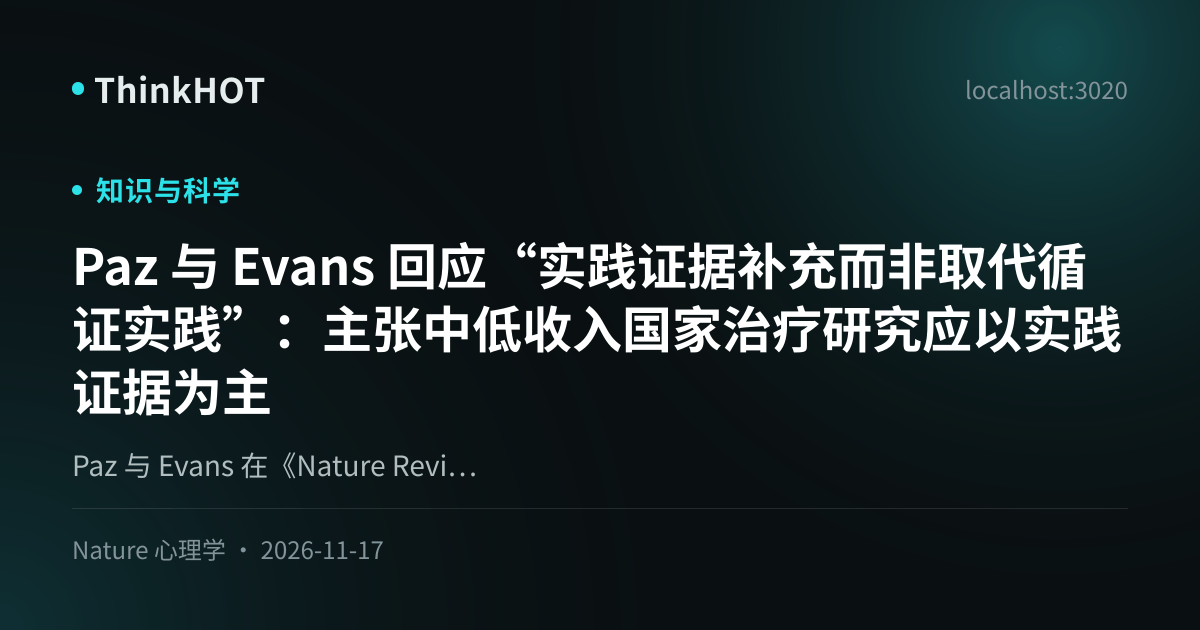 ThinkHOT
localhost:3020
知识与科学
Paz 与 Evans 回应“实践证据补充而非取代循
证实践”：主张中低收入国家治疗研究应以实践
证据为主
Paz 与 Evans 在《Nature Revi…
Nature 心理学 · 2026-11-17